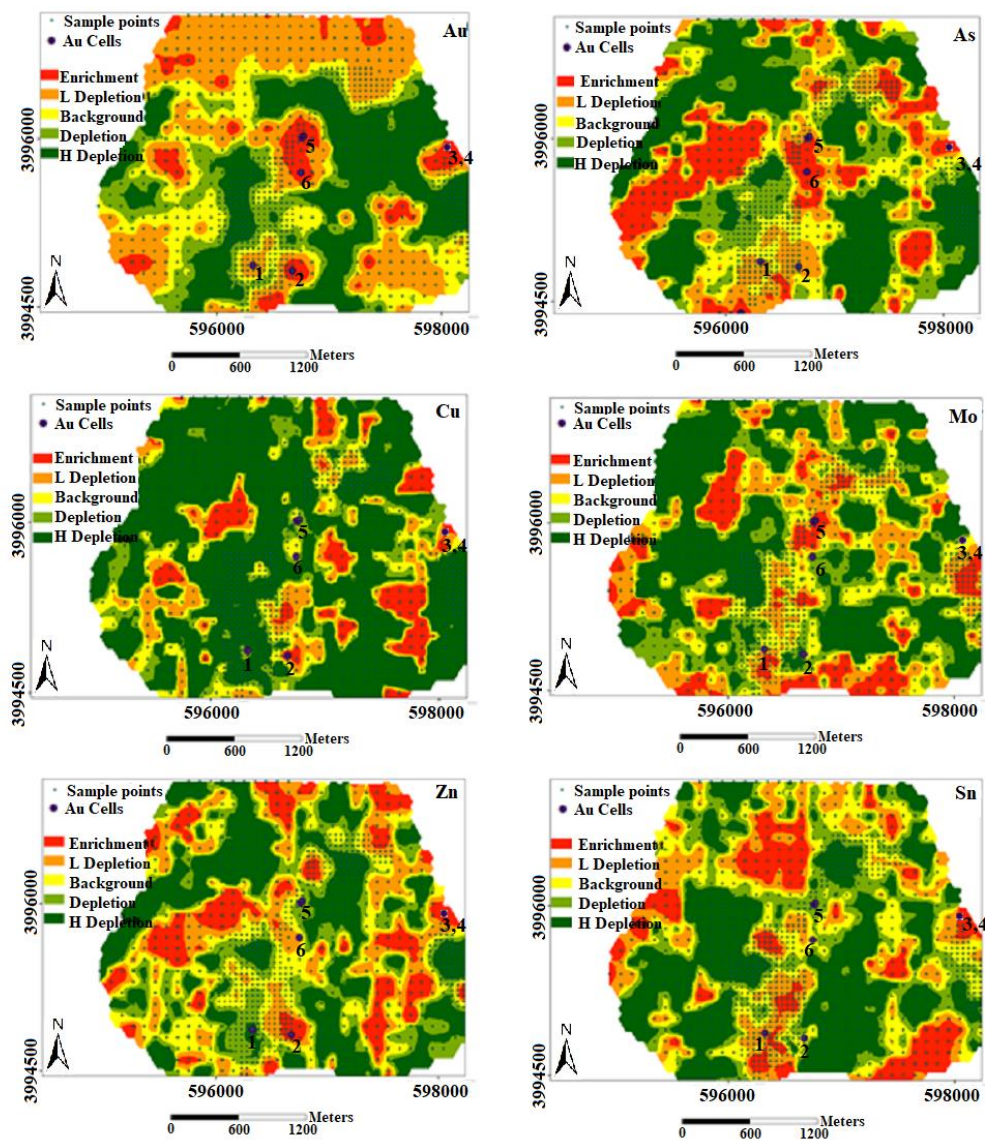 Sample points
Au Cells
Au
Enrichment
L Depletion
Background
Depletion
H Depletion
3996000
3994500
5
6
3,4
1
2
N
596000
598000
Meters
0
600
1200
Sample points
Au Cells
As
Enrichment
L Depletion
Background
Depletion
H Depletion
3996000
3994500
5
6
3,4
1
2
N
596000
598000
Meters
0
600
1200
Sample points
Au Cells
Cu
Enrichment
L Depletion
Background
Depletion
H Depletion
3996000
3994500
5
6
3,4
1
2
N
596000
598000
Meters
0
600
1200
Sample points
Au Cells
Mo
Enrichment
L Depletion
Background
Depletion
H Depletion
3996000
3994500
5
6
3,4
1
2
N
596000
598000
Meters
0
600
1200
Sample points
Au Cells
Zn
Enrichment
L Depletion
Background
Depletion
H Depletion
3996000
3994500
5
6
3,4
1
2
N
596000
598000
Meters
0
600
1200
Sample points
Au Cells
Sn
Enrichment
L Depletion
Background
Depletion
H Depletion
3996000
3994500
5
6
3,4
1
2
N
596000
598000
Meters
0
600
1200